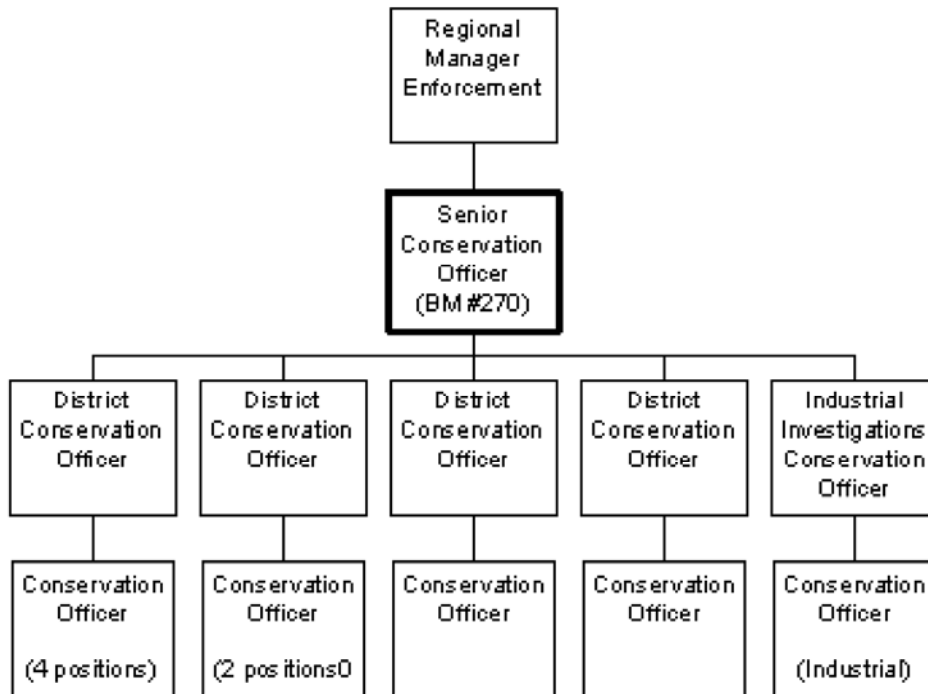 Regional
Manager
Enforcement
Senior
Conservation
Officer
(BM #270)
District
Conservation
Officer
District
Conservation
Officer
District
Conservation
Officer
District
Conservation
Officer
Industrial
Investigations
Conservation
Officer
Conservation
Officer
(4 positions)
Conservation
Officer
(2 positions0
Conservation
Officer
Conservation
Officer
Conservation
Officer
(Industrial)